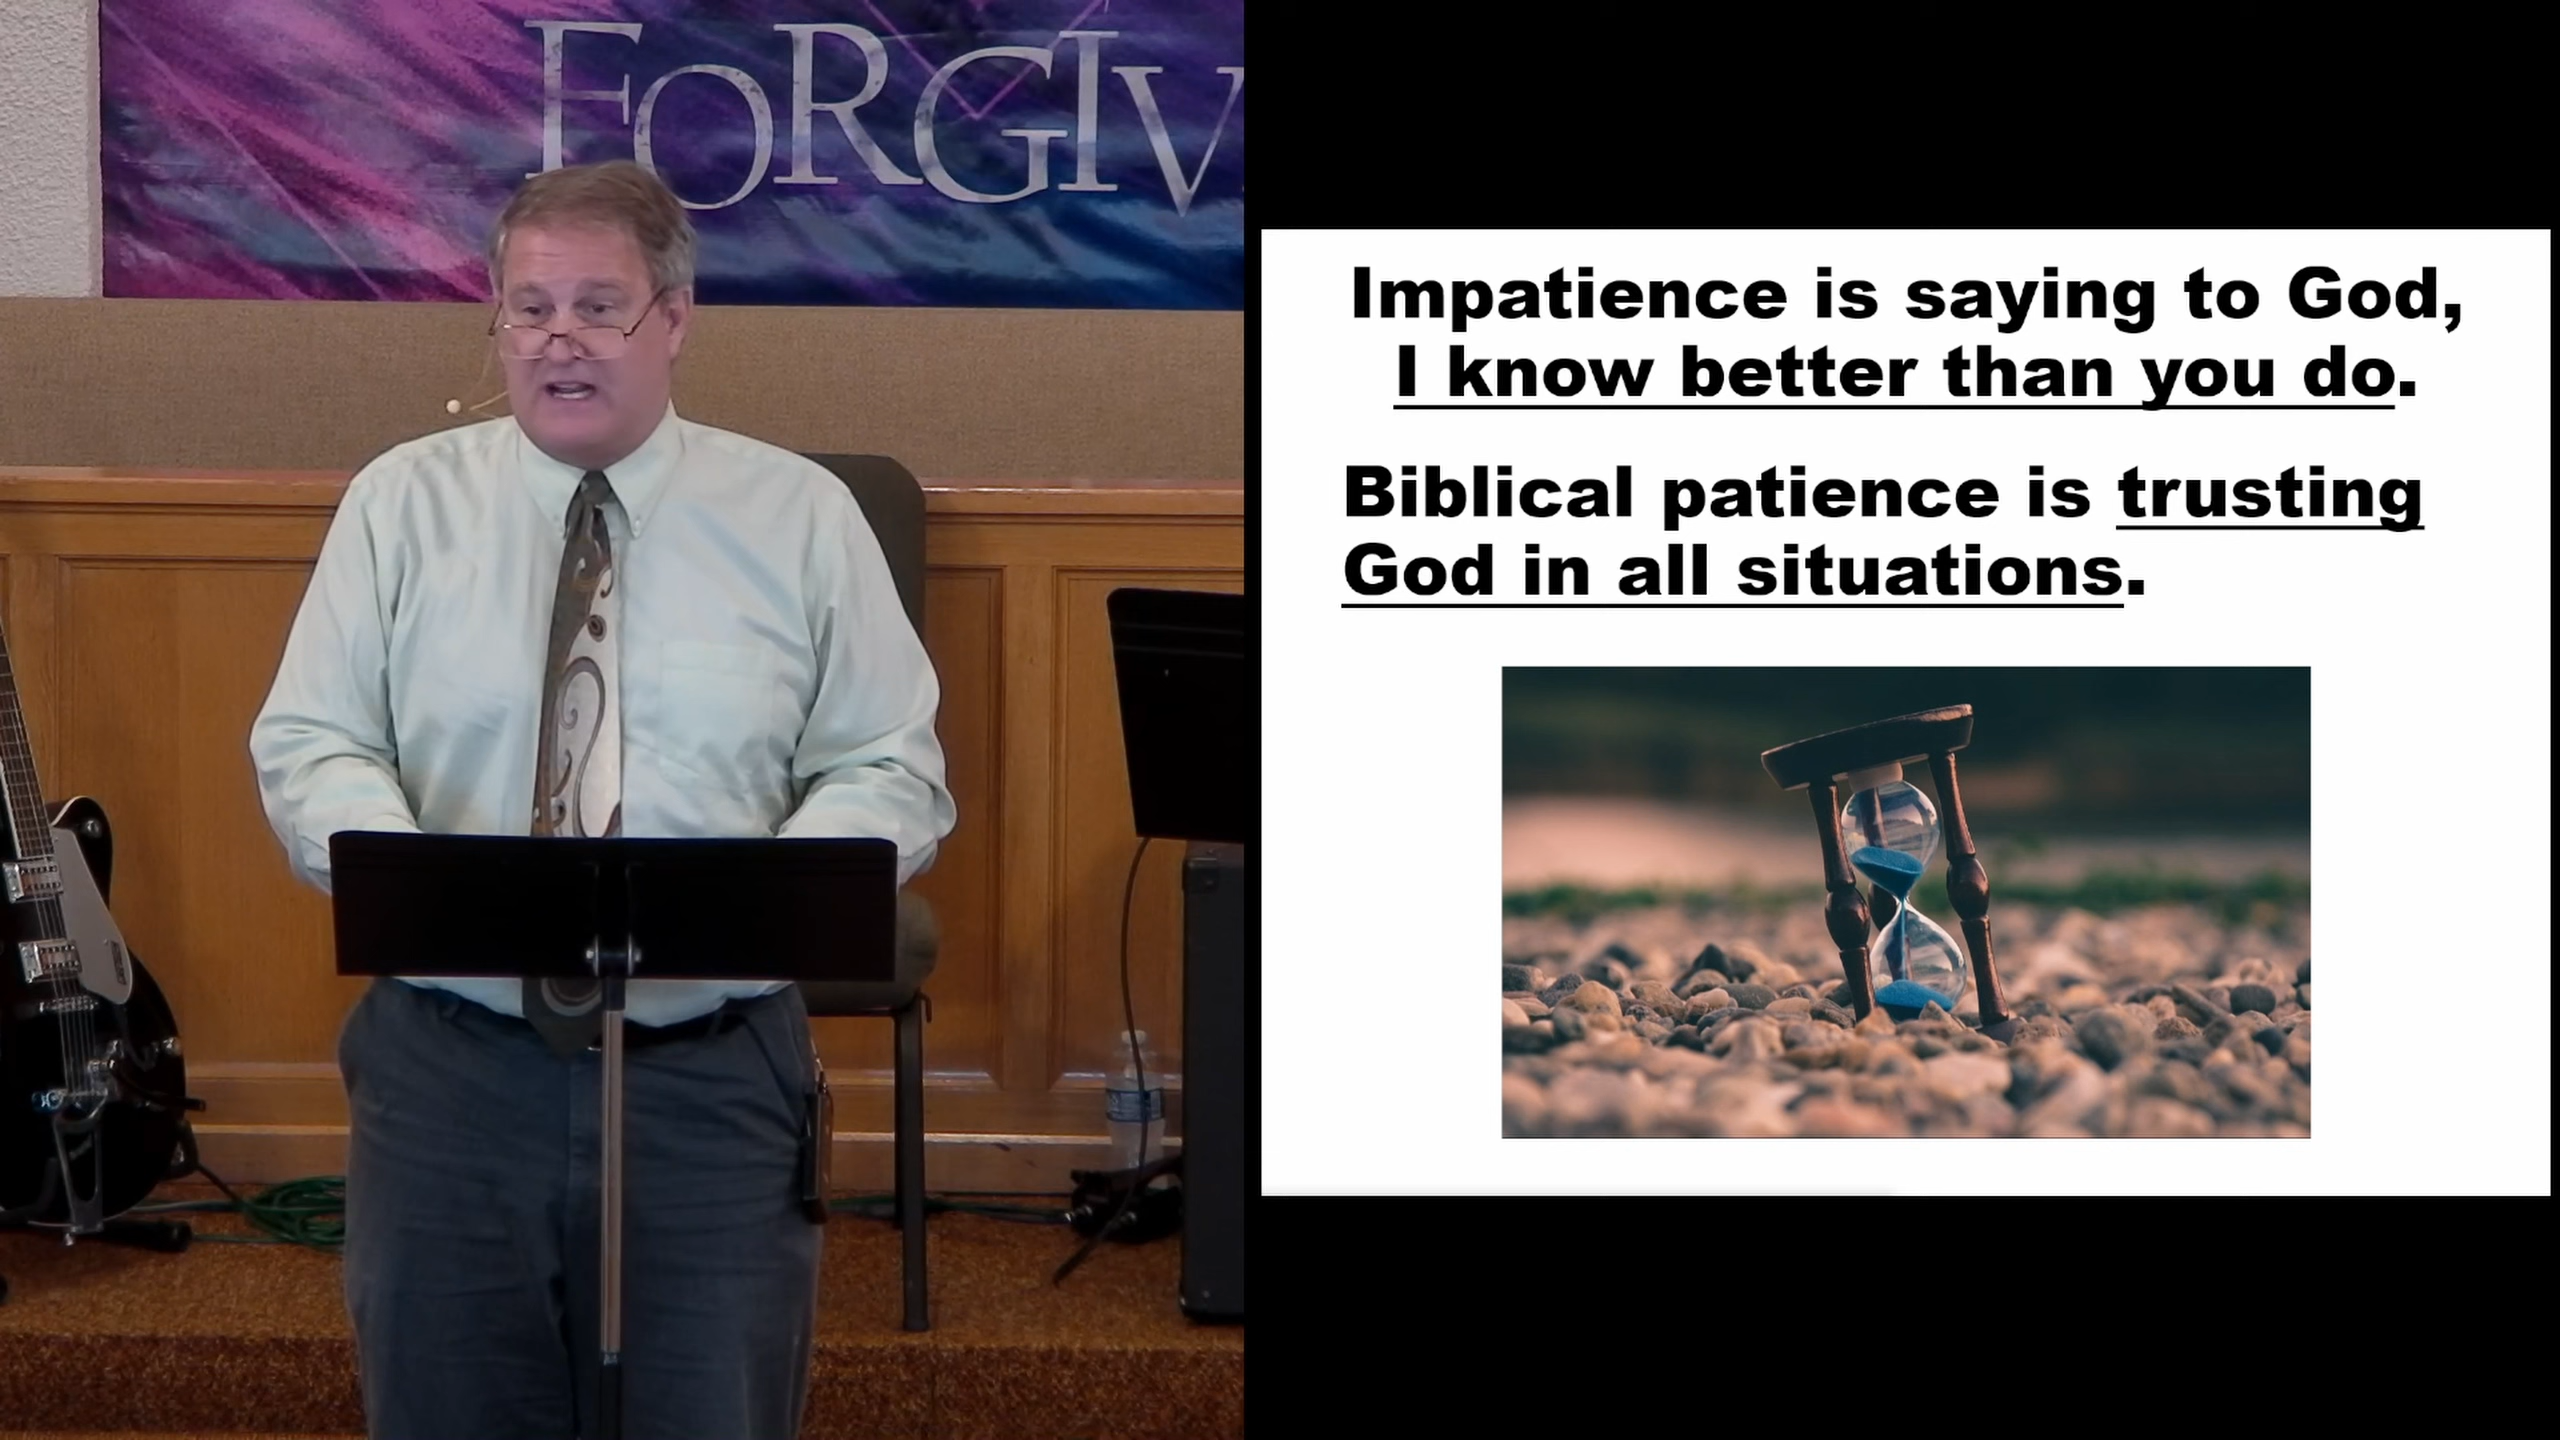 FORGIV
Impatience is saying to God,
I know better than you do.
Biblical patience is trusting
God in all situations.